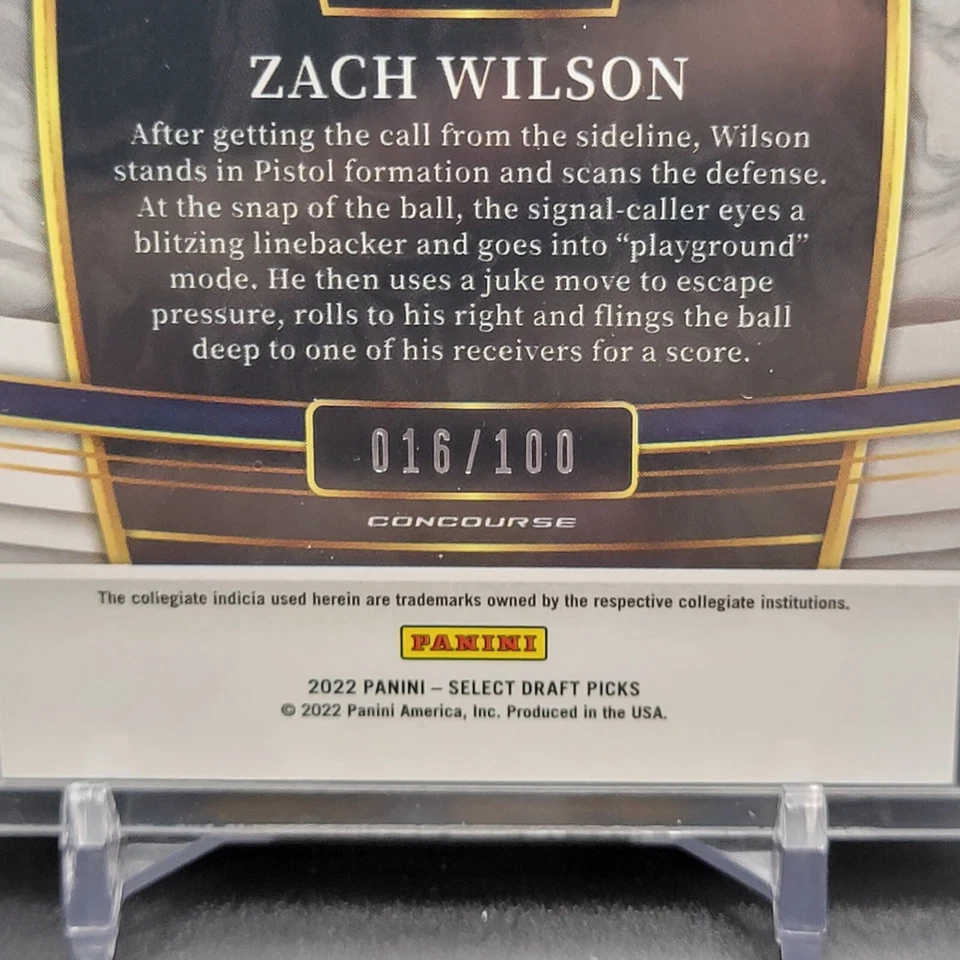 ZACH WILSON
After getting the call from the sideline, Wilson
stands in Pistol formation and scans the defense.
At the snap of the ball, the signal-caller eyes a
blitzing linebacker and goes into “playground”
mode. He then uses a juke move to escape
pressure, rolls to his right and flings the ball
deep to one of his receivers for a score.
016/100
CONCOURSE
The collegiate indicia used herein are trademarks owned by the respective collegiate institutions.
PANINI
2022 PANINI – SELECT DRAFT PICKS
© 2022 Panini America, Inc. Produced in the USA.